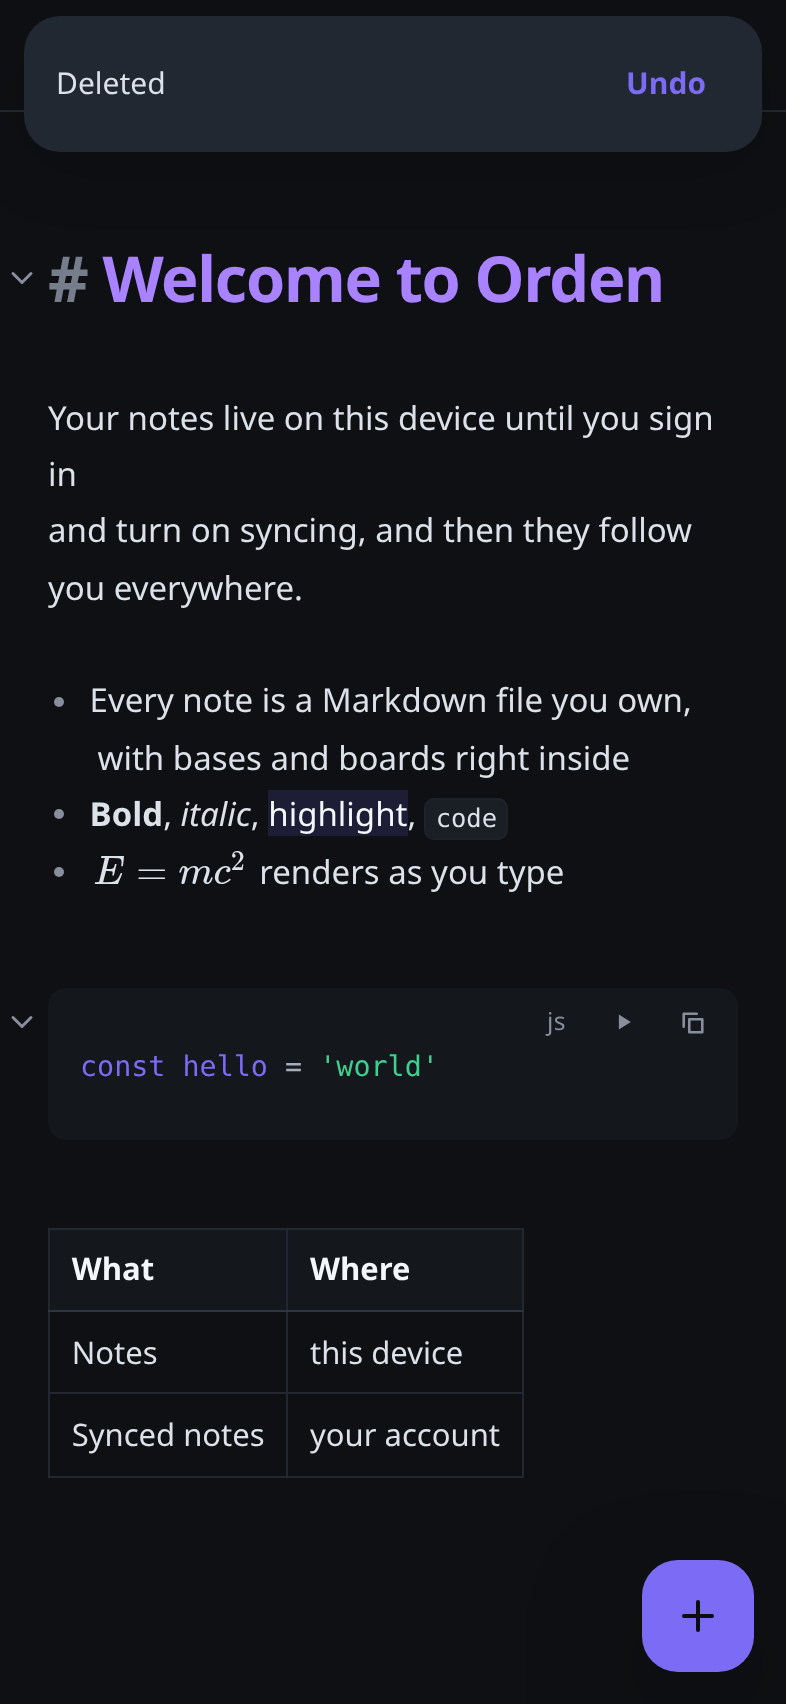 Deleted
Undo
# Welcome to Orden
Your notes live on this device until you sign
in
and turn on syncing, and then they follow
you everywhere.
• Every note is a Markdown file you own,
with bases and boards right inside
• Bold, italic, highlight, code
• E = mc² renders as you type
js
const hello = 'world'
What Where
Notes this device
Synced notes your account